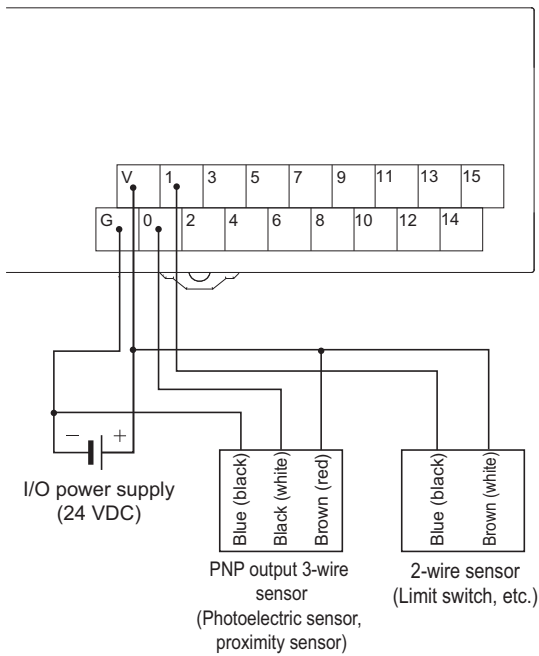 V 1 3 5 7 9 11 13 15
G 0 2 4 6 8 10 12 14
− +
I/O power supply
(24 VDC)
Blue (black)
Black (white)
Brown (red)
Blue (black)
Brown (white)
PNP output 3-wire
sensor
(Photoelectric sensor,
proximity sensor)
2-wire sensor
(Limit switch, etc.)